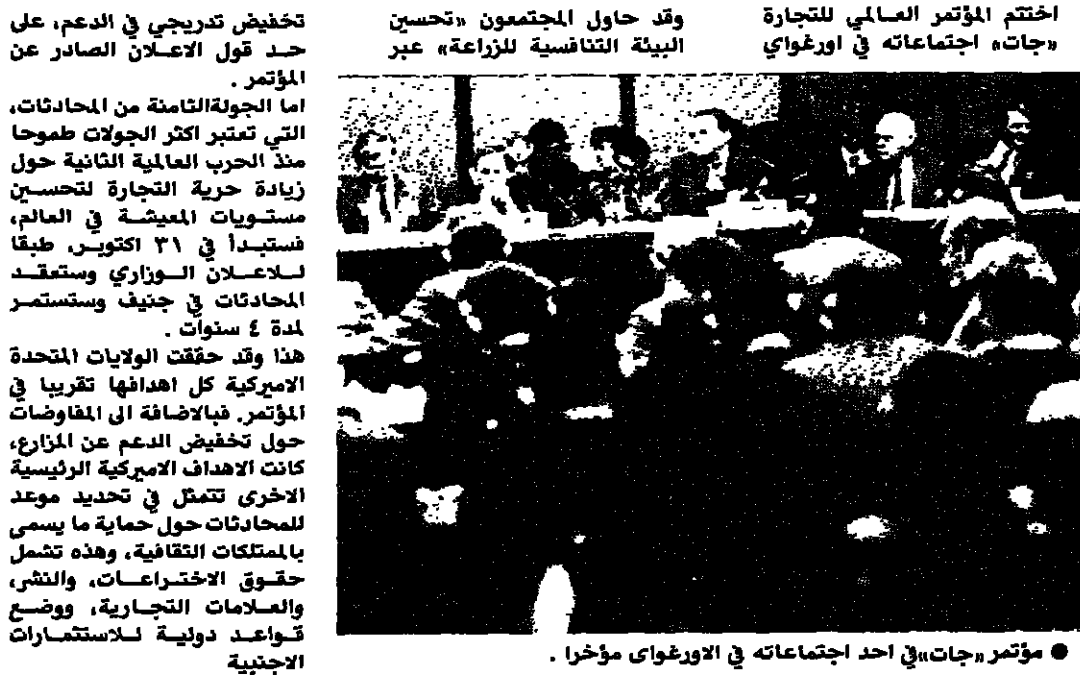 اختتم المؤتمر العالمي للتجارة
«جات» اجتماعاته في اورغواي
وقد حاول المجتمعون «تحسين
البيئة التنافسية للزراعة» عبر
تخفيض تدريجي في الدعم، على
حد قول الاعلان الصادر عن
المؤتمر .
اما الجولة الثامنة من المحادثات،
التي تعتبر اكثر الجولات طموحا
منذ الحرب العالمية الثانية حول
زيادة حرية التجارة لتحسين
مستويات المعيشة في العالم،
فستبدأ في ٣١ اكتوبر، طبقا
للاعلان الوزاري وستعقد
المحادثات في جنيف وستستمر
لمدة ٤ سنوات .
هذا وقد حققت الولايات المتحدة
الاميركية كل اهدافها تقريبا في
المؤتمر. فبالاضافة الى المفاوضات
حول تخفيض الدعم عن المزارع،
كانت الاهداف الاميركية الرئيسية
الاخرى تتمثل في تحديد موعد
للمحادثات حول حماية ما يسمى
بالممتلكات الثقافية، وهذه تشمل
حقوق الاختراعات، والنشر،
والعلامات التجارية، ووضع
قواعد دولية للاستثمارات
الاجنبية
● مؤتمر «جات» في احد اجتماعاته في الاورغواى مؤخرا .